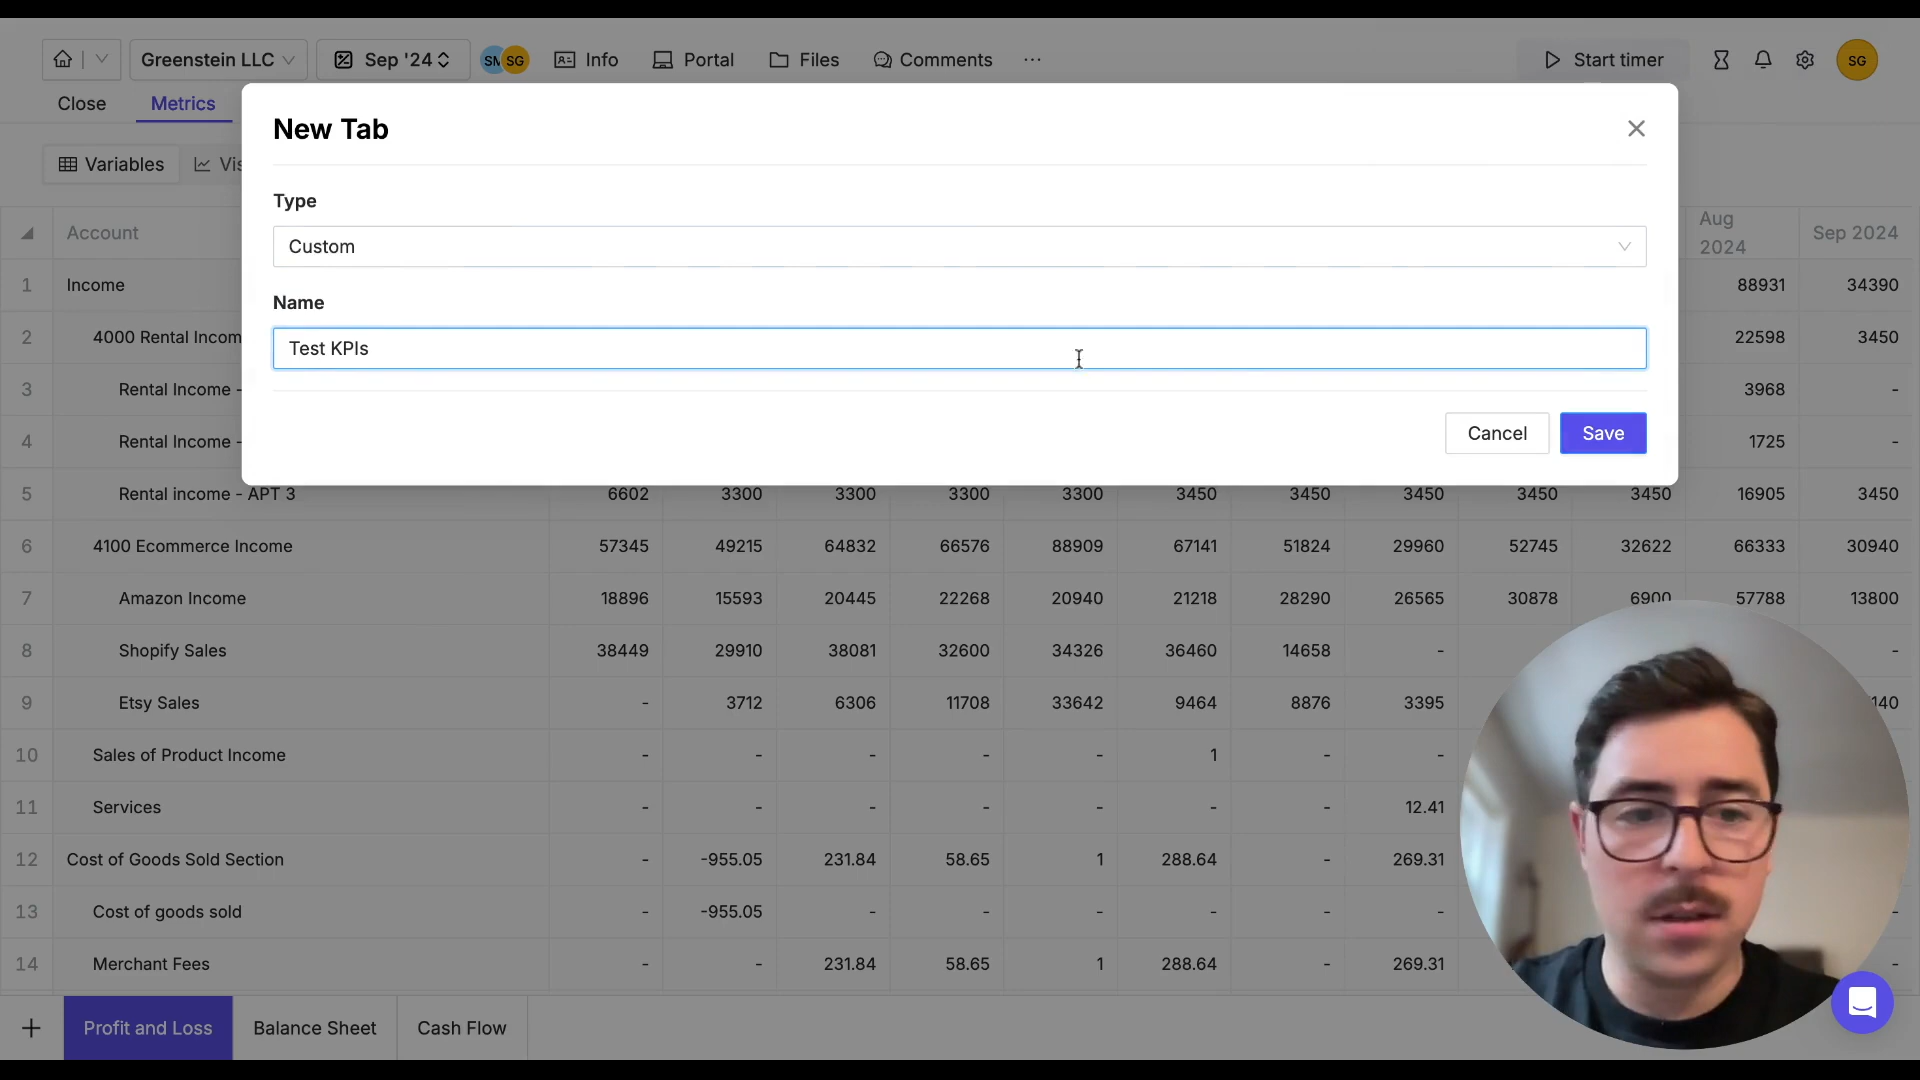 Greenstein LLC
Sep '24
SM
SG
Info
Portal
Files
Comments
...
Start timer
SG
Close
Metrics
New Tab
Variables
Vis
Type
Custom
Name
Test KPIs
Cancel
Save
Account
Aug 2024
Sep 2024
1 Income 88931 34390
2 4000 Rental Incom 22598 3450
3 Rental Income - 3968 -
4 Rental Income - 1725 -
5 Rental income - APT 3 6602 3300 3300 3300 3300 3450 3450 3450 3450 3450 16905 3450
6 4100 Ecommerce Income 57345 49215 64832 66576 88909 67141 51824 29960 52745 32622 66333 30940
7 Amazon Income 18896 15593 20445 22268 20940 21218 28290 26565 30878 6900 57788 13800
8 Shopify Sales 38449 29910 38081 32600 34326 36460 14658 - -
9 Etsy Sales - 3712 6306 11708 33642 9464 8876 3395
10 Sales of Product Income - - - - - 1 - -
11 Services - - - - - - - 12.41
12 Cost of Goods Sold Section - -955.05 231.84 58.65 1 288.64 - 269.31
13 Cost of goods sold - -955.05 - - - - - - -
14 Merchant Fees - - 231.84 58.65 1 288.64 - 269.31 -
+
Profit and Loss
Balance Sheet
Cash Flow